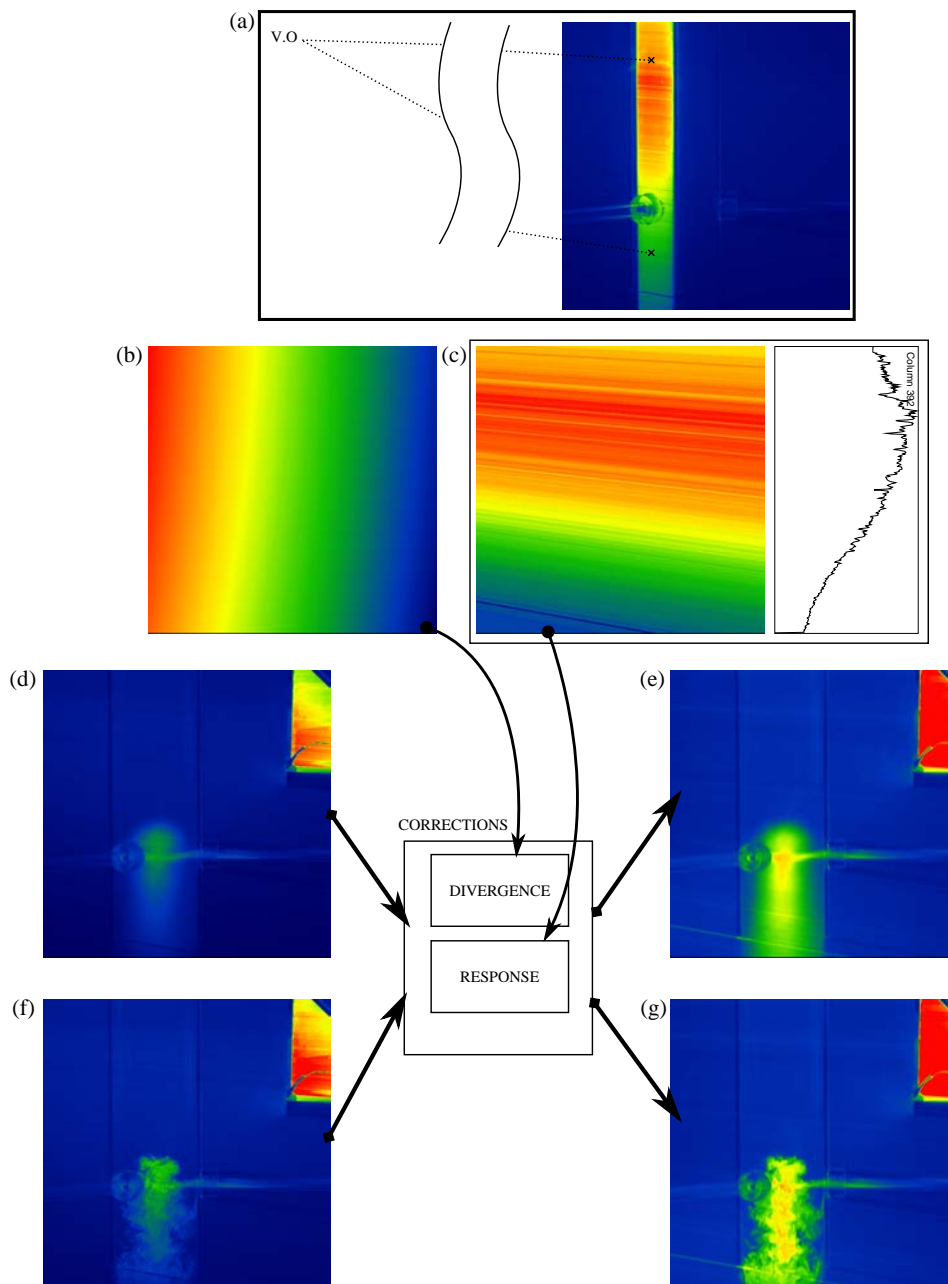 (a)
V.O
(b)
(c)
Column 392
(d)
(e)
CORRECTIONS
DIVERGENCE
RESPONSE
(f)
(g)